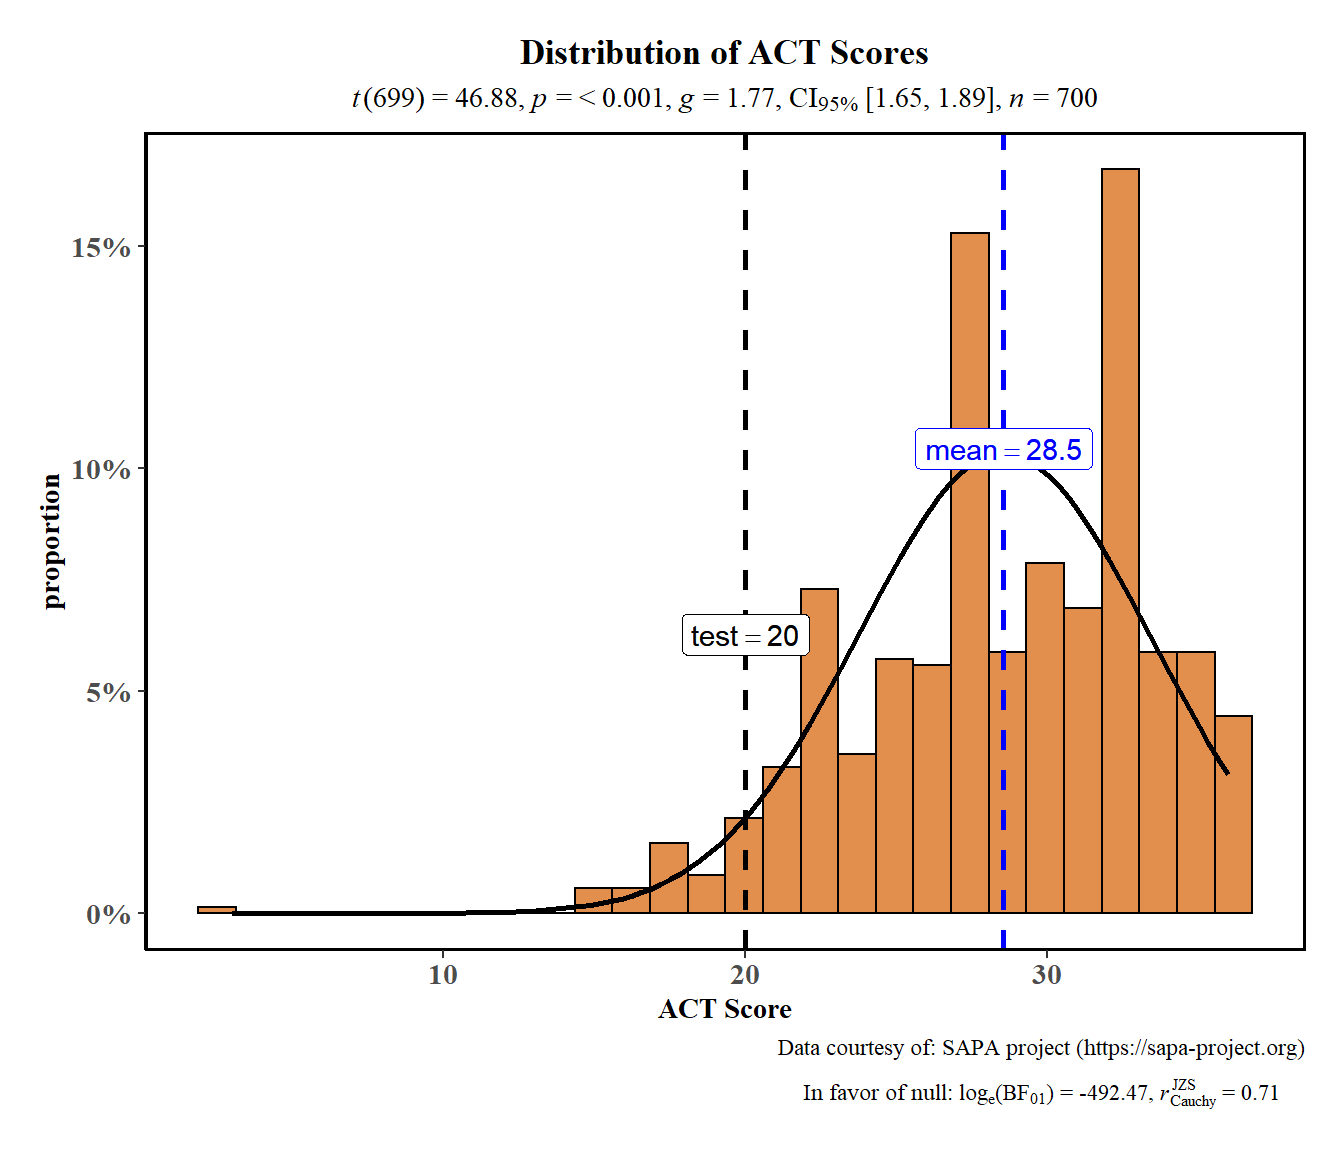 Distribution of ACT Scores
t(699) = 46.88, p = < 0.001, g = 1.77, CI95% [1.65, 1.89], n = 700
15%
10%
5%
0%
proportion
mean = 28.5
test = 20
10 20 30
ACT Score
Data courtesy of: SAPA project (https://sapa-project.org)
In favor of null: loge(BF01) = -492.47, r JZS Cauchy = 0.71